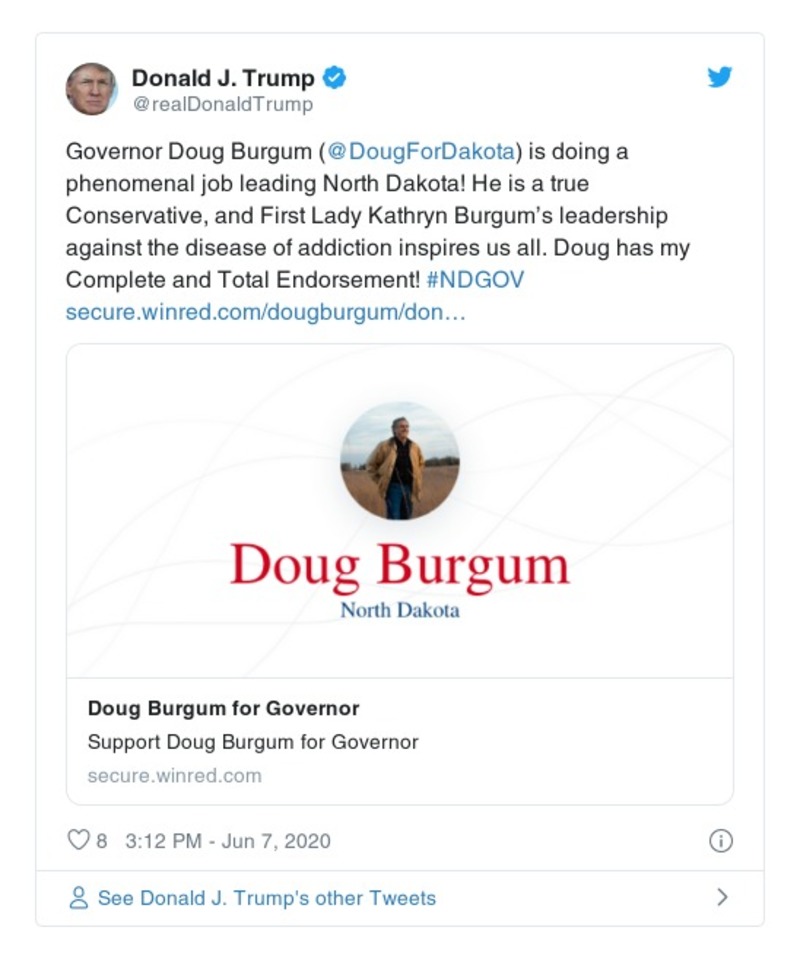 Donald J. Trump
@realDonaldTrump
Governor Doug Burgum (@DougForDakota) is doing a
phenomenal job leading North Dakota! He is a true
Conservative, and First Lady Kathryn Burgum’s leadership
against the disease of addiction inspires us all. Doug has my
Complete and Total Endorsement! #NDGOV
secure.winred.com/dougburgum/don…
Doug Burgum
North Dakota
Doug Burgum for Governor
Support Doug Burgum for Governor
secure.winred.com
8 3:12 PM - Jun 7, 2020
See Donald J. Trump's other Tweets